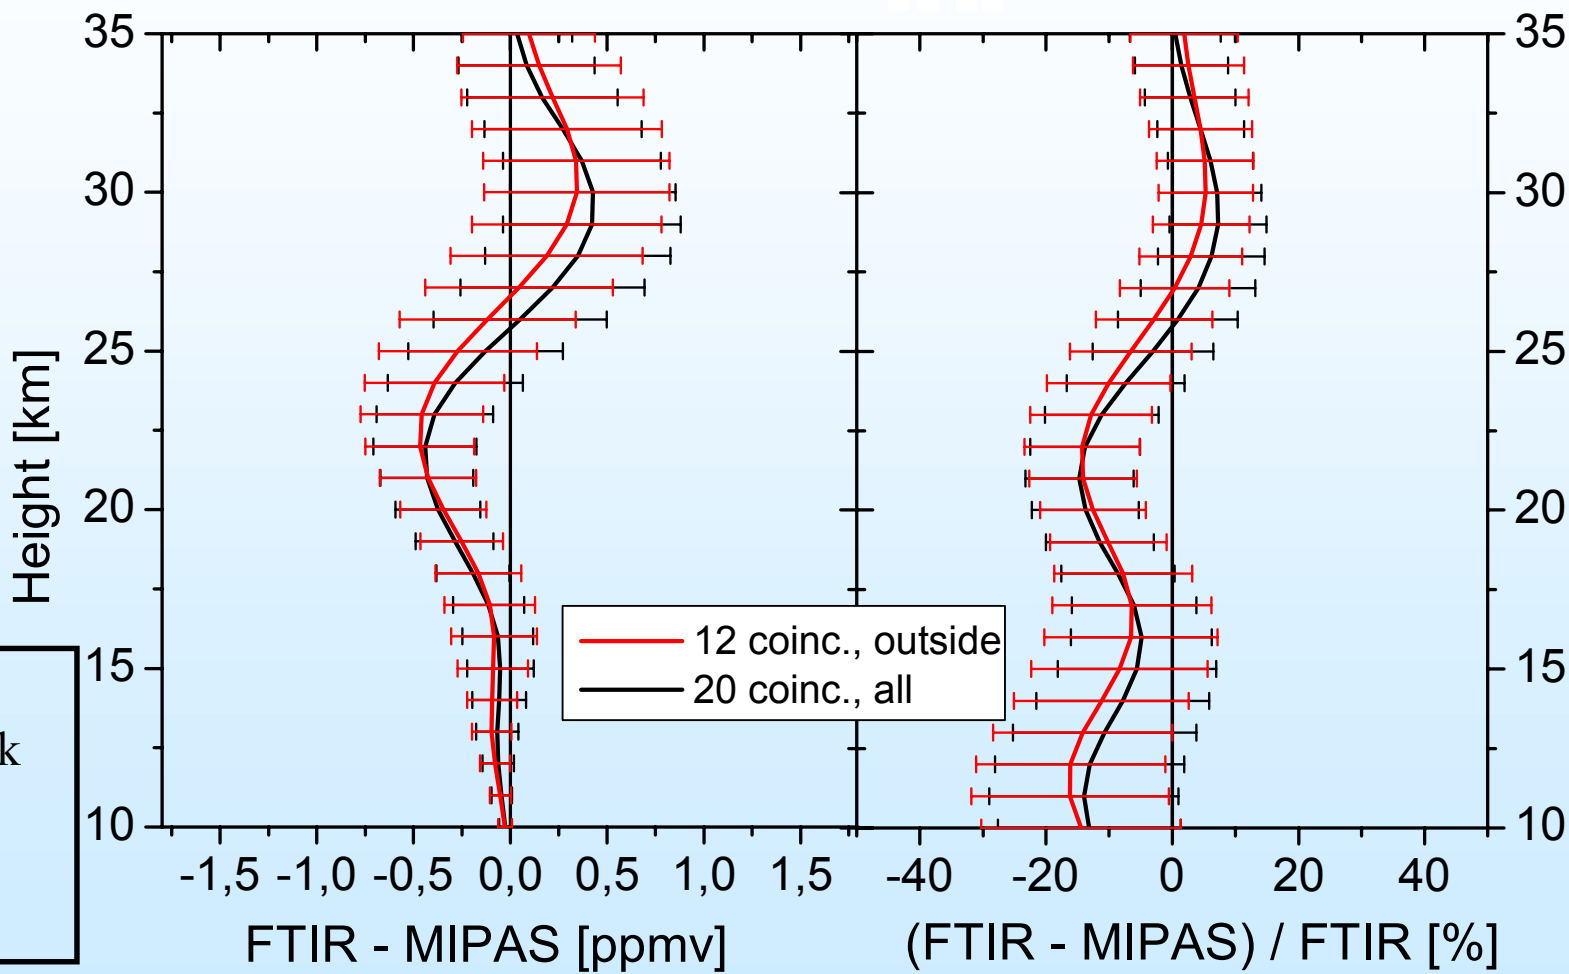 35
30
25
20
15
10
Height [km]
-1,5 -1,0 -0,5 0,0 0,5 1,0 1,5
FTIR - MIPAS [ppmv]
12 coinc., outside
20 coinc., all
35
30
25
20
15
10
-40 -20 0 20 40
(FTIR - MIPAS) / FTIR [%]
k